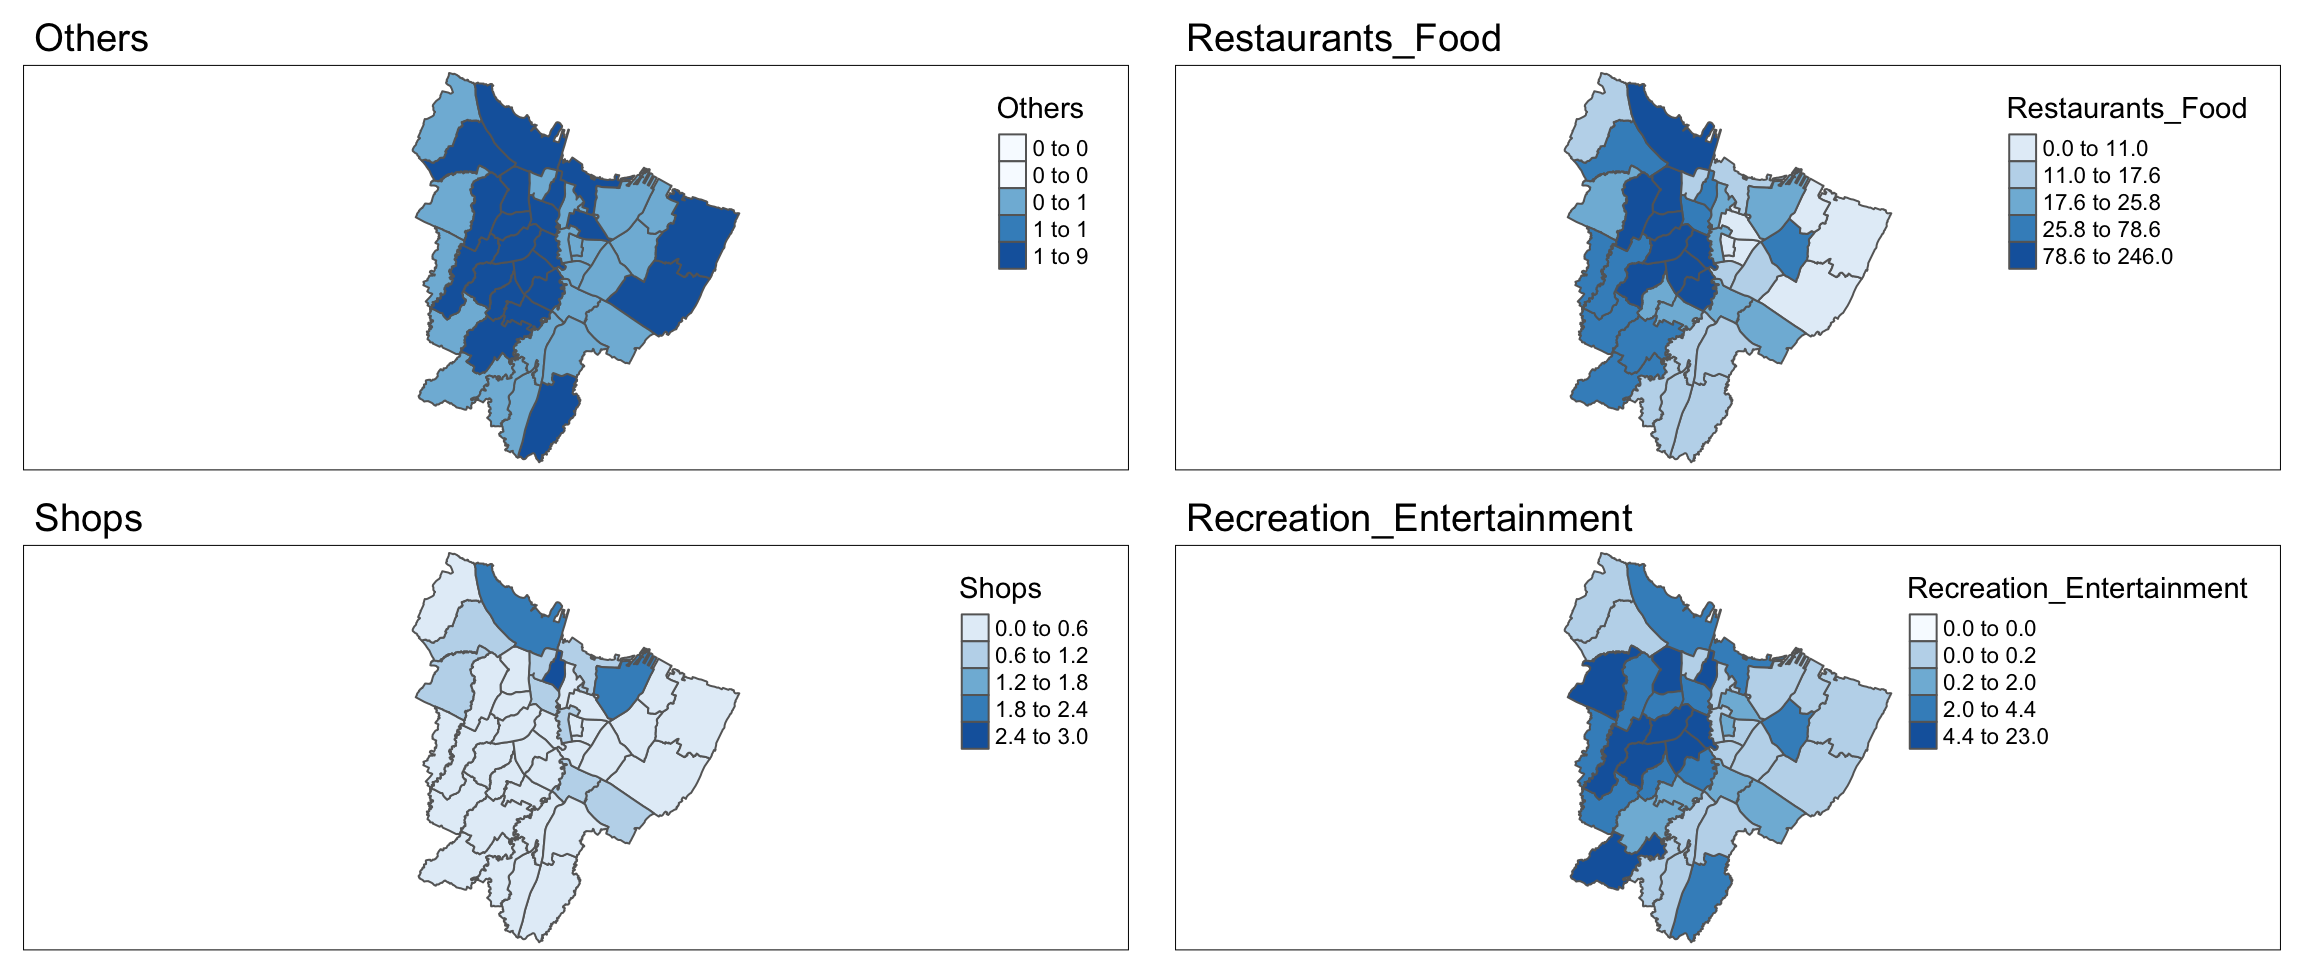 Others
Others
0 to 0
0 to 0
0 to 1
1 to 1
1 to 9
Restaurants_Food
Restaurants_Food
0.0 to 11.0
11.0 to 17.6
17.6 to 25.8
25.8 to 78.6
78.6 to 246.0
Shops
Shops
0.0 to 0.6
0.6 to 1.2
1.2 to 1.8
1.8 to 2.4
2.4 to 3.0
Recreation_Entertainment
Recreation_Entertainment
0.0 to 0.0
0.0 to 0.2
0.2 to 2.0
2.0 to 4.4
4.4 to 23.0